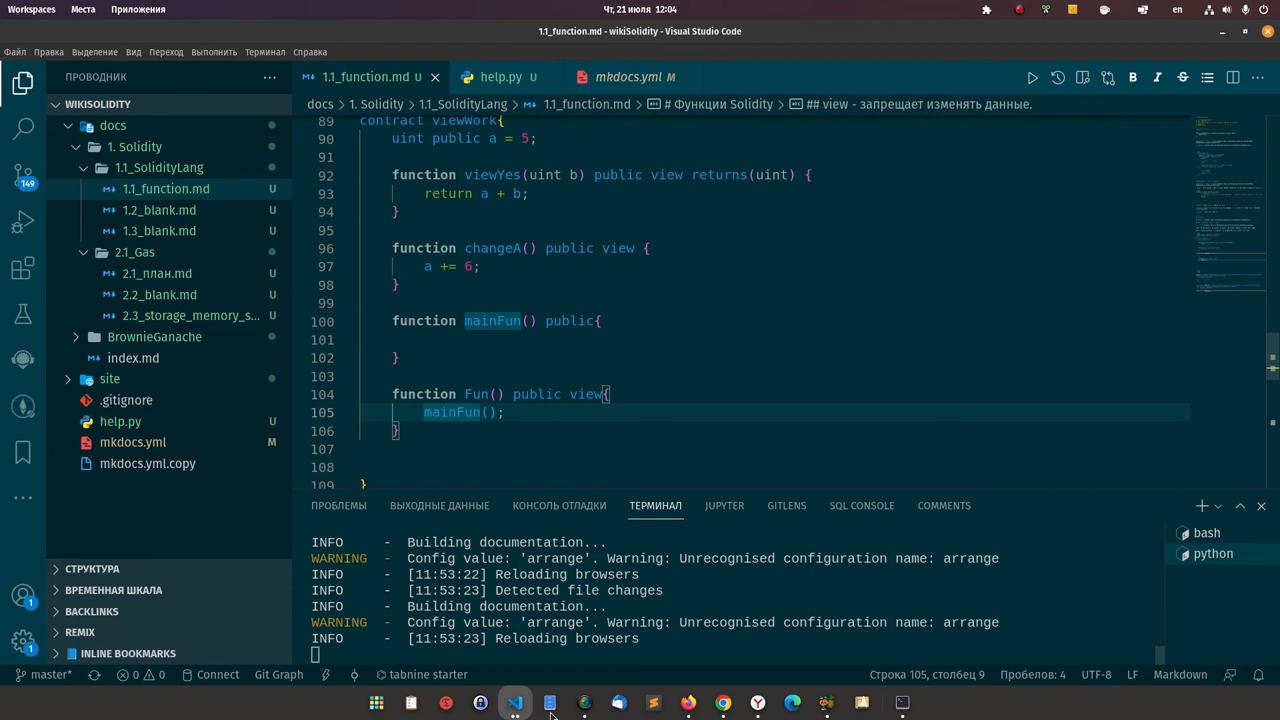 Workspaces Места Приложения Чт, 21 июля 12:04 en
1.1_function.md - wikiSolidity - Visual Studio Code
Файл Правка Выделение Вид Переход Выполнить Терминал Справка
ПРОВОДНИК
1.1_function.md U
help.py U
mkdocs.yml M
WIKISOLIDITY
docs 1. Solidity 1.1_SolidityLang 1.1_function.md # Функции Solidity ## view - запрещает изменять данные.
docs
1. Solidity
1.1_SolidityLang
1.1_function.md U
1.2_blank.md U
1.3_blank.md U
2.1_Gas
2.1_план.md U
2.2_blank.md U
2.3_storage_memory_s... U
BrownieGanache
index.md
site
.gitignore
help.py U
mkdocs.yml M
mkdocs.yml.copy
149
СТРУКТУРА
ВРЕМЕННАЯ ШКАЛА
BACKLINKS
REMIX
INLINE BOOKMARKS
1
1
89 contract viewWork{
90 uint public a = 5;
91
92 function viewYes(uint b) public view returns(uint) {
93 return a + b;
94 }
95
96 function changeA() public view {
97 a += 6;
98 }
99
100 function mainFun() public{
101
102 }
103
104 function Fun() public view{
105 mainFun();
106 }
107
108
109 }
ПРОБЛЕМЫ ВЫХОДНЫЕ ДАННЫЕ КОНСОЛЬ ОТЛАДКИ ТЕРМИНАЛ JUPYTER GITLENS SQL CONSOLE COMMENTS
INFO - Building documentation...
WARNING - Config value: 'arrange'. Warning: Unrecognised configuration name: arrange
INFO - [11:53:22] Reloading browsers
INFO - [11:53:23] Detected file changes
INFO - Building documentation...
WARNING - Config value: 'arrange'. Warning: Unrecognised configuration name: arrange
INFO - [11:53:23] Reloading browsers
bash
python
master* 0 0 Connect Git Graph tabnine starter Строка 105, столбец 9 Пробелов: 4 UTF-8 LF Markdown